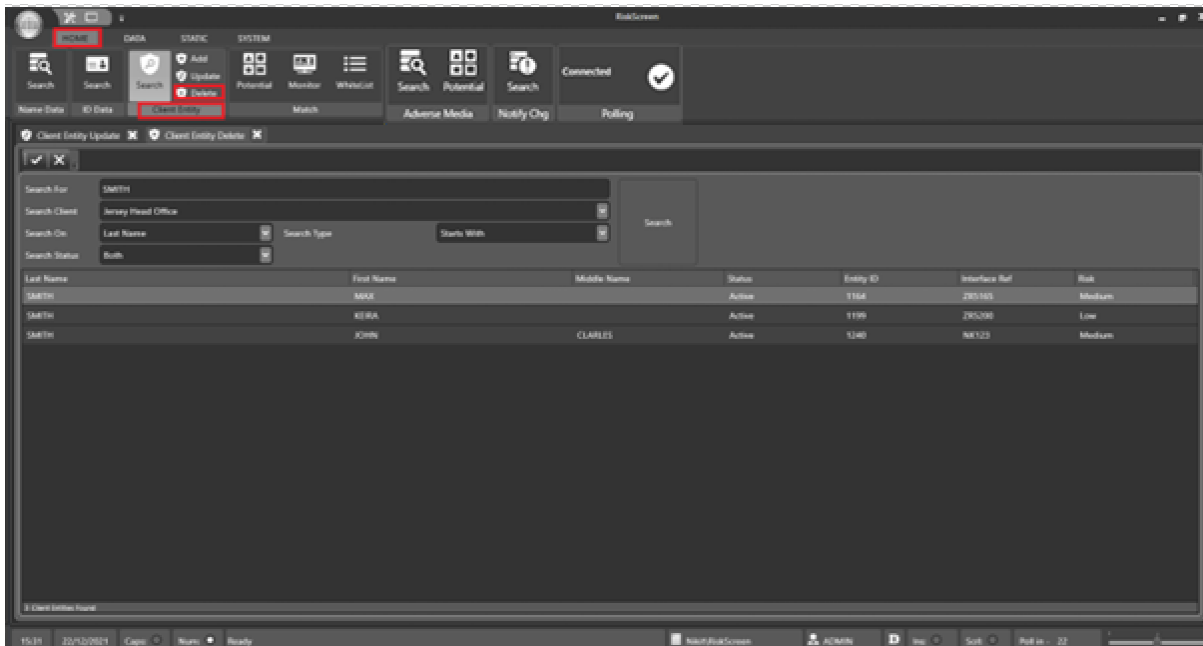 RiskScreen
HOME DATA STATIC SYSTEM
Search
Search
Search
Add
Update
Delete
Potential
Monitor
WhiteList
Search
Potential
Search
Connected
Name Data
ID Data
Client Entity
Match
Adverse Media
Notify Chg
Polling
Client Entity Update
Client Entity Delete
Search For SMITH
Search Client Jersey Head Office
Search On Last Name Search Type Starts With
Search
Search Status Both
Last Name First Name Middle Name Status Entity ID Interface Ref Risk
SMITH MAX Active 1164 ZRS165 Medium
SMITH KEIRA Active 1199 ZRS200 Low
SMITH JOHN CLARLES Active 1240 NK123 Medium
3 Client Entities Found
15:31 22/12/2021 Caps: Num: Ready ADMIN D Ins: Scrl: Poll in - 22